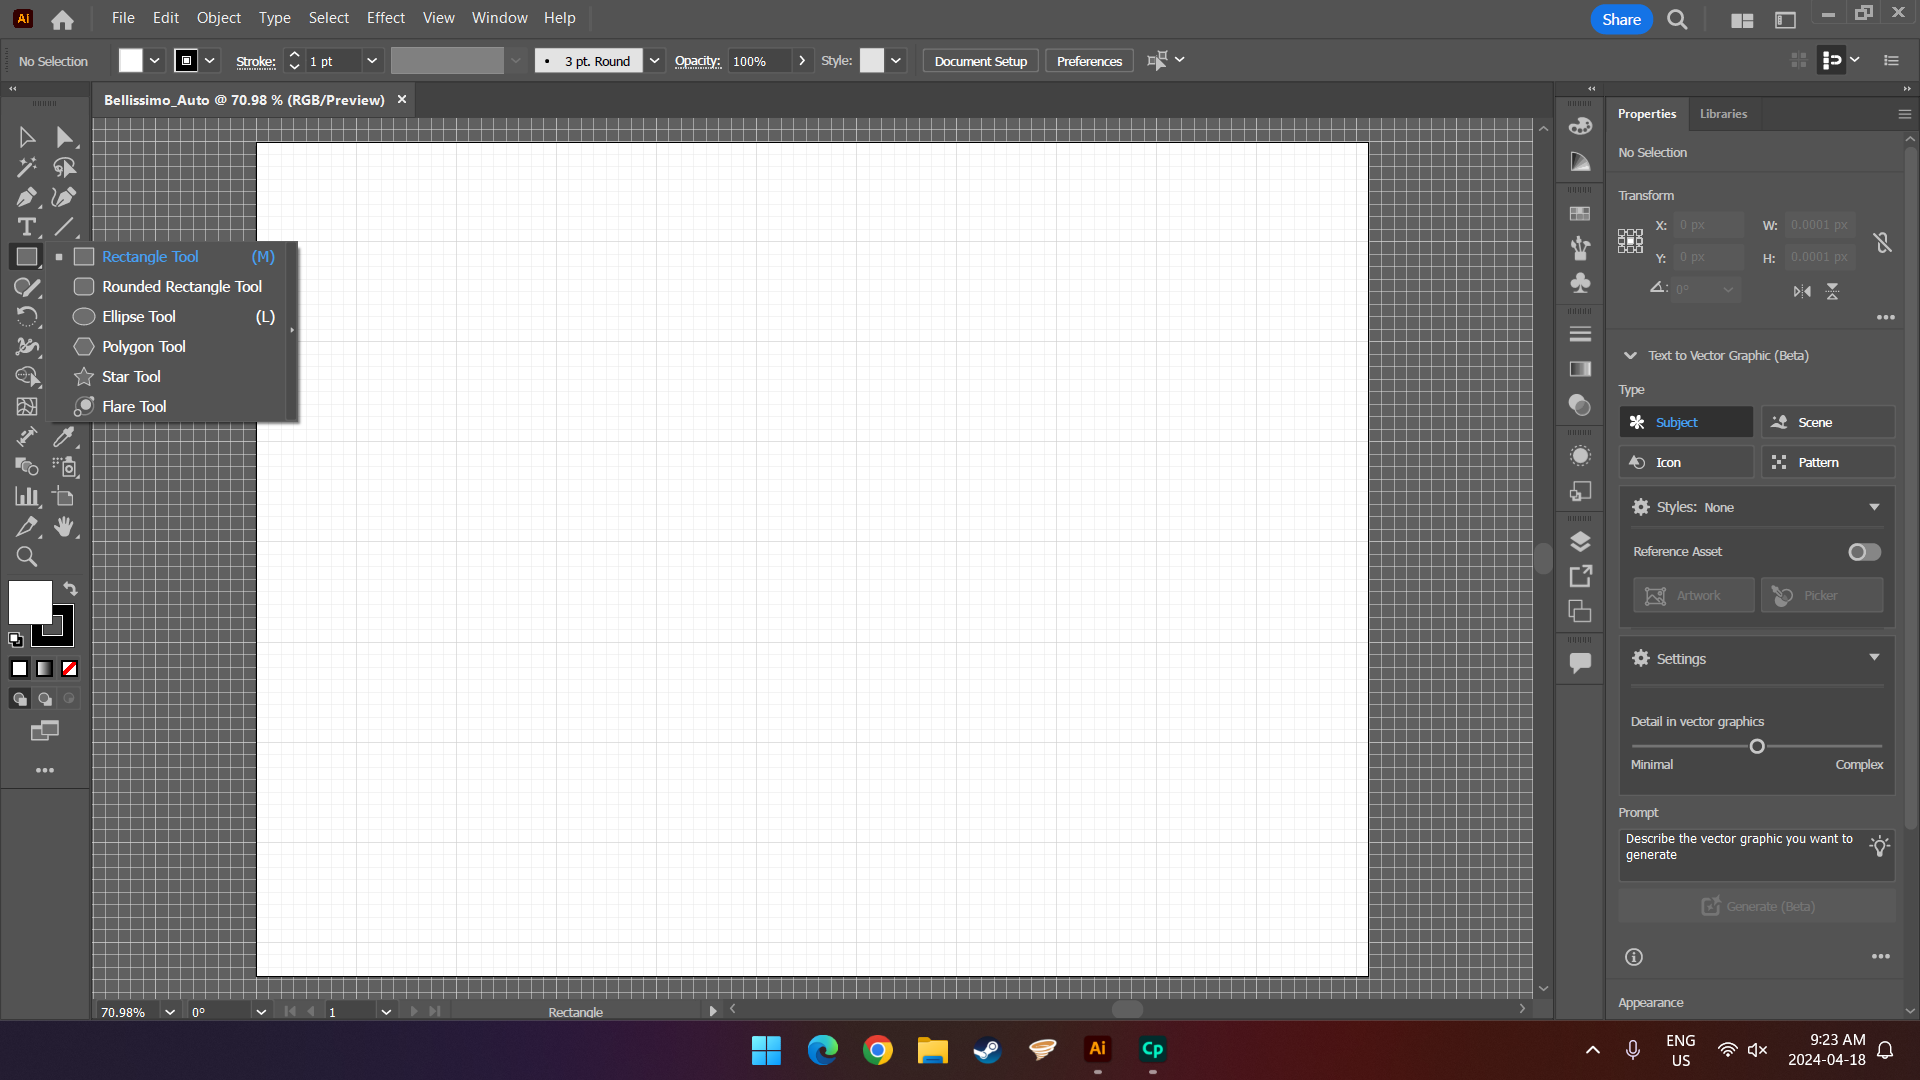 Ai File Edit Object Type Select Effect View Window Help Share
No Selection Stroke: 1 pt 3 pt. Round Opacity: 100% Style: Document Setup Preferences
Bellissimo_Auto @ 70.98 % (RGB/Preview)
Rectangle Tool (M)
Rounded Rectangle Tool
Ellipse Tool (L)
Polygon Tool
Star Tool
Flare Tool
Properties Libraries
No Selection
Transform
X: 0 px W: 0.0001 px
Y: 0 px H: 0.0001 px
0°
Text to Vector Graphic (Beta)
Type
Subject Scene
Icon Pattern
Styles: None
Reference Asset
Artwork Picker
Settings
Detail in vector graphics
Minimal Complex
Prompt
Describe the vector graphic you want to
generate
Generate (Beta)
Appearance
70.98% 0° 1 Rectangle
Ai Cp
ENG
US
9:23 AM
2024-04-18